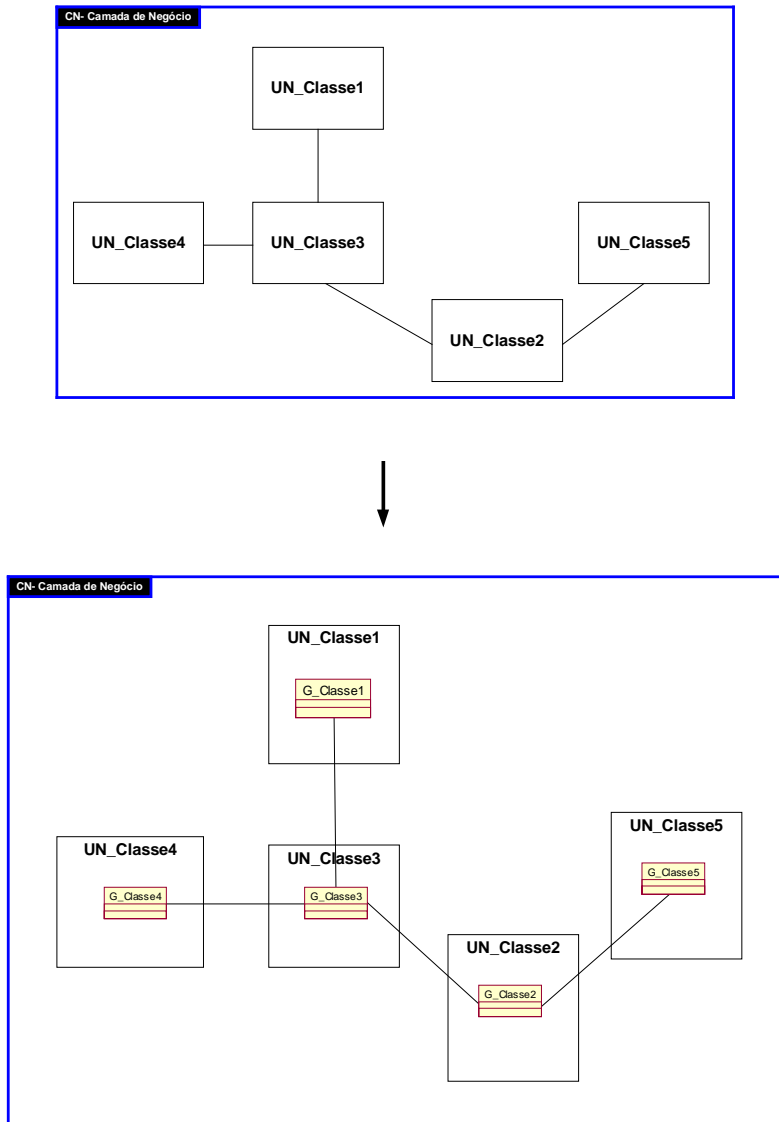 CN- Camada de Negócio
UN_Classe1
UN_Classe4
UN_Classe3
UN_Classe5
UN_Classe2
CN- Camada de Negócio
UN_Classe1
G_Classe1
UN_Classe5
UN_Classe4
UN_Classe3
G_Classe5
G_Classe4
G_Classe3
UN_Classe2
G_Classe2